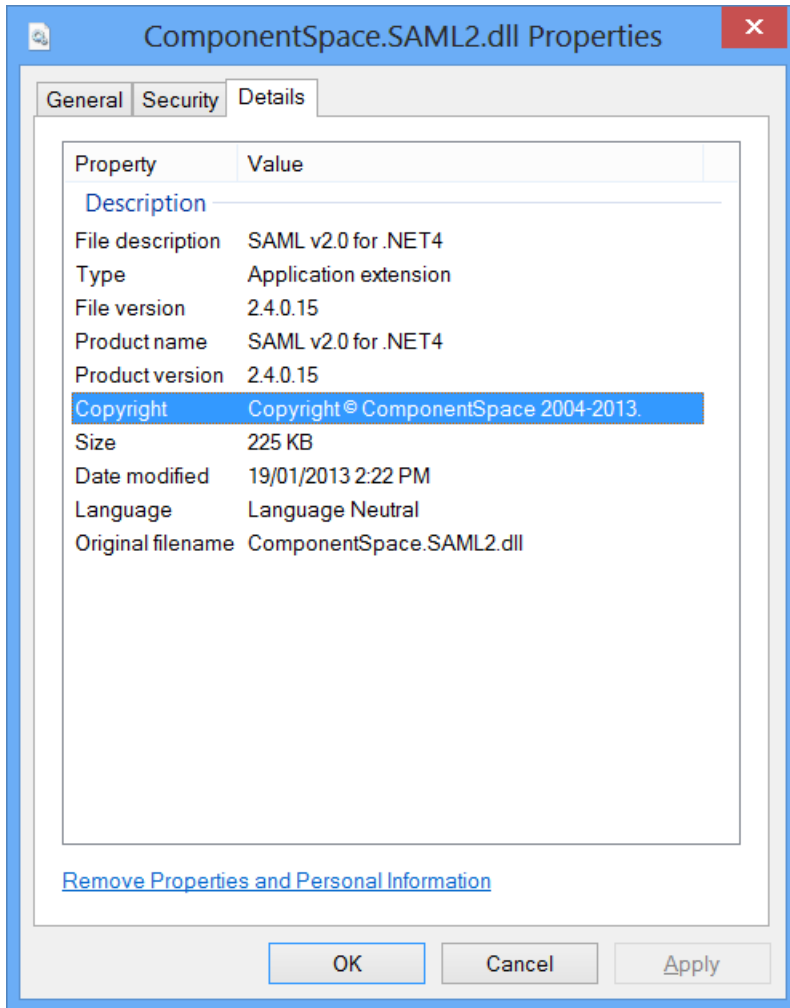 ComponentSpace.SAML2.dll Properties
General Security Details
Property Value
Description
File description SAML v2.0 for .NET4
Type Application extension
File version 2.4.0.15
Product name SAML v2.0 for .NET4
Product version 2.4.0.15
Copyright Copyright © ComponentSpace 2004-2013.
Size 225 KB
Date modified 19/01/2013 2:22 PM
Language Language Neutral
Original filename ComponentSpace.SAML2.dll
Remove Properties and Personal Information
OK Cancel Apply